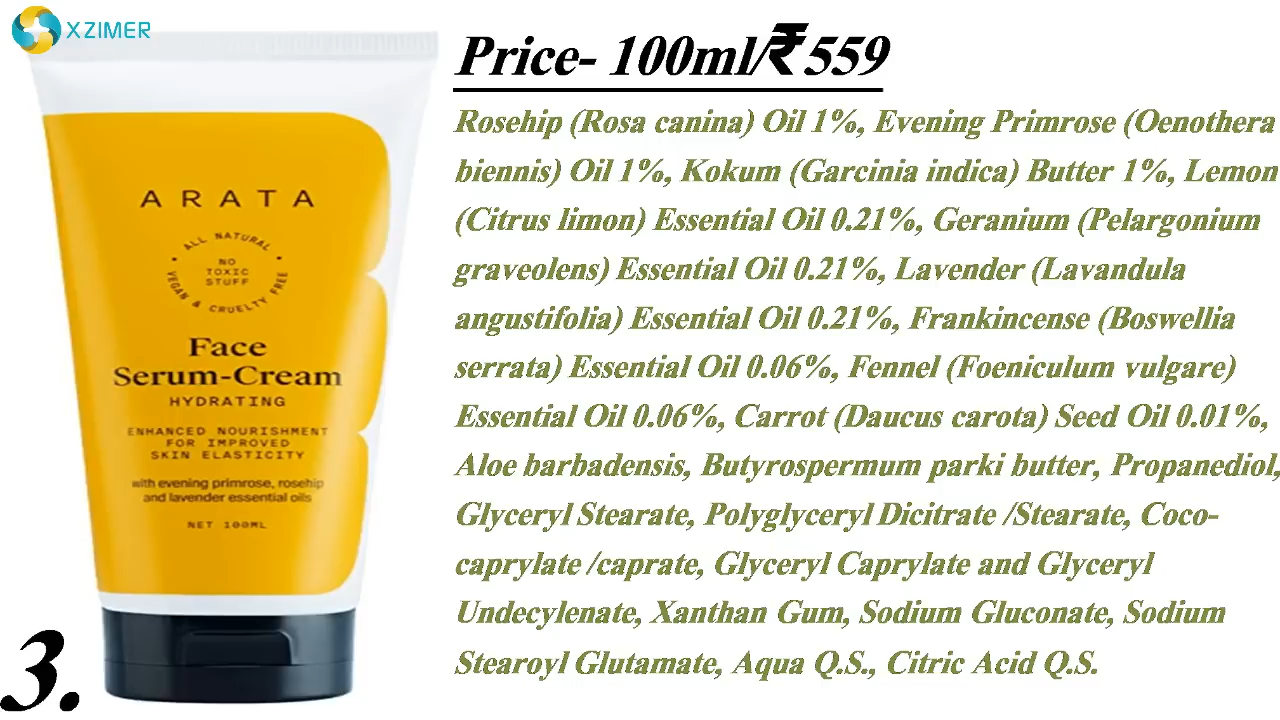 XZIMER
Price- 100ml/₹559
Rosehip (Rosa canina) Oil 1%, Evening Primrose (Oenothera
biennis) Oil 1%, Kokum (Garcinia indica) Butter 1%, Lemon
(Citrus limon) Essential Oil 0.21%, Geranium (Pelargonium
graveolens) Essential Oil 0.21%, Lavender (Lavandula
angustifolia) Essential Oil 0.21%, Frankincense (Boswellia
serrata) Essential Oil 0.06%, Fennel (Foeniculum vulgare)
Essential Oil 0.06%, Carrot (Daucus carota) Seed Oil 0.01%,
Aloe barbadensis, Butyrospermum parki butter, Propanediol,
Glyceryl Stearate, Polyglyceryl Dicitrate /Stearate, Coco-
caprylate /caprate, Glyceryl Caprylate and Glyceryl
Undecylenate, Xanthan Gum, Sodium Gluconate, Sodium
Stearoyl Glutamate, Aqua Q.S., Citric Acid Q.S.
ARATA
ALL NATURAL
NO
TOXIC
STUFF
VEGAN & CRUELTY FREE
Face
Serum-Cream
HYDRATING
ENHANCED NOURISHMENT
FOR IMPROVED
SKIN ELASTICITY
with evening primrose, rosehip
and lavender essential oils
NET 100ML
3.